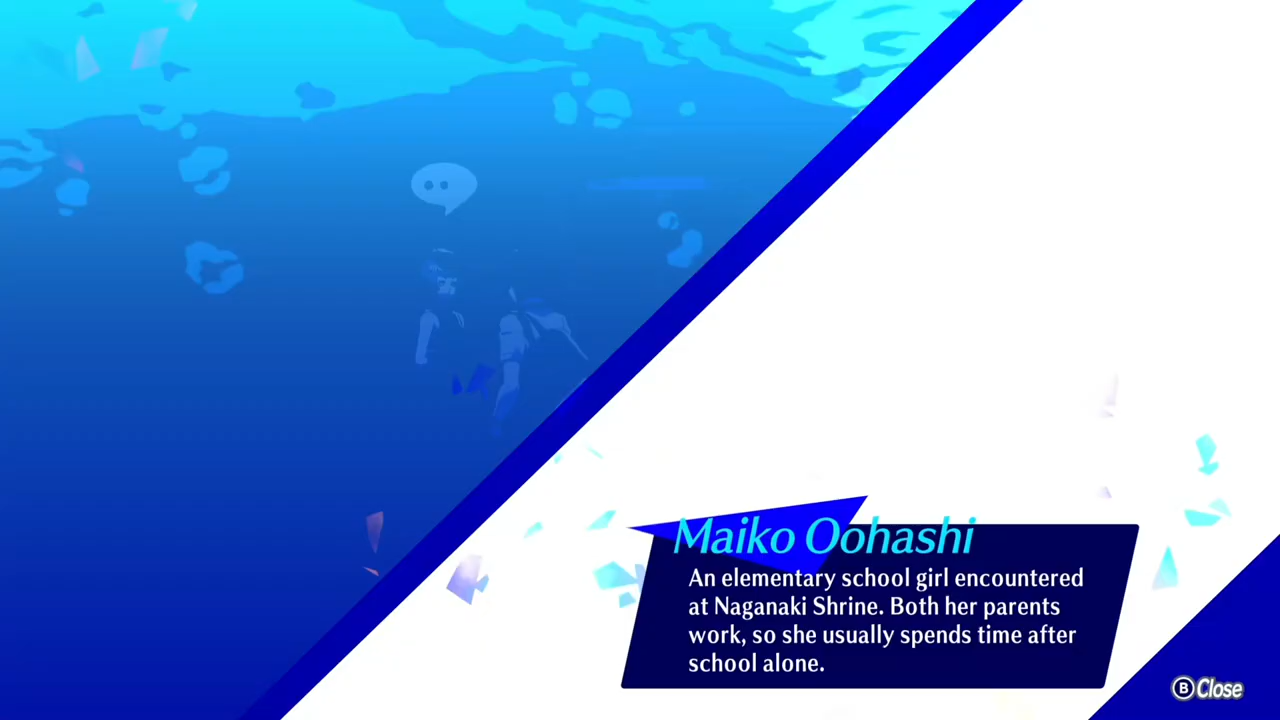 Maiko Oohashi
An elementary school girl encountered
at Naganaki Shrine. Both her parents
work, so she usually spends time after
school alone.
B Close